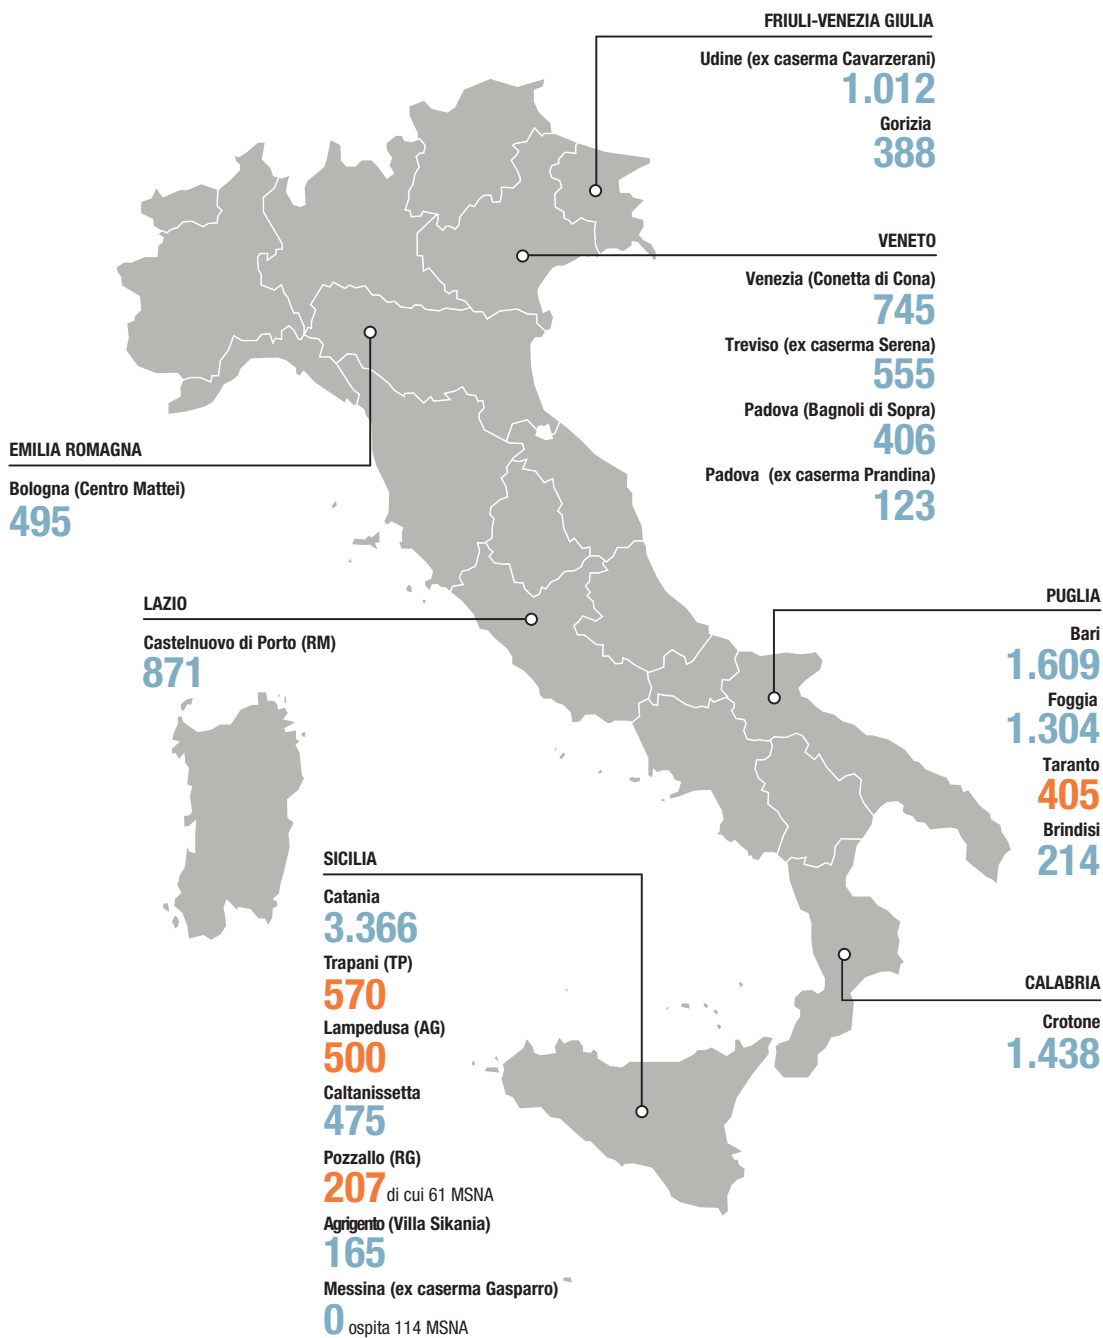 FRIULI-VENEZIA GIULIA
Udine (ex caserma Cavarzerani)
1.012
Gorizia
388
VENETO
Venezia (Conetta di Cona)
745
Treviso (ex caserma Serena)
555
Padova (Bagnoli di Sopra)
406
Padova (ex caserma Prandina)
123
EMILIA ROMAGNA
Bologna (Centro Mattei)
495
LAZIO
Castelnuovo di Porto (RM)
871
PUGLIA
Bari
1.609
Foggia
1.304
Taranto
405
Brindisi
214
SICILIA
Catania
3.366
Trapani (TP)
570
Lampedusa (AG)
500
Caltanissetta
475
Pozzallo (RG)
207 di cui 61 MSNA
Agrigento (Villa Sikania)
165
Messina (ex caserma Gasparro)
0 ospita 114 MSNA
CALABRIA
Crotone
1.438